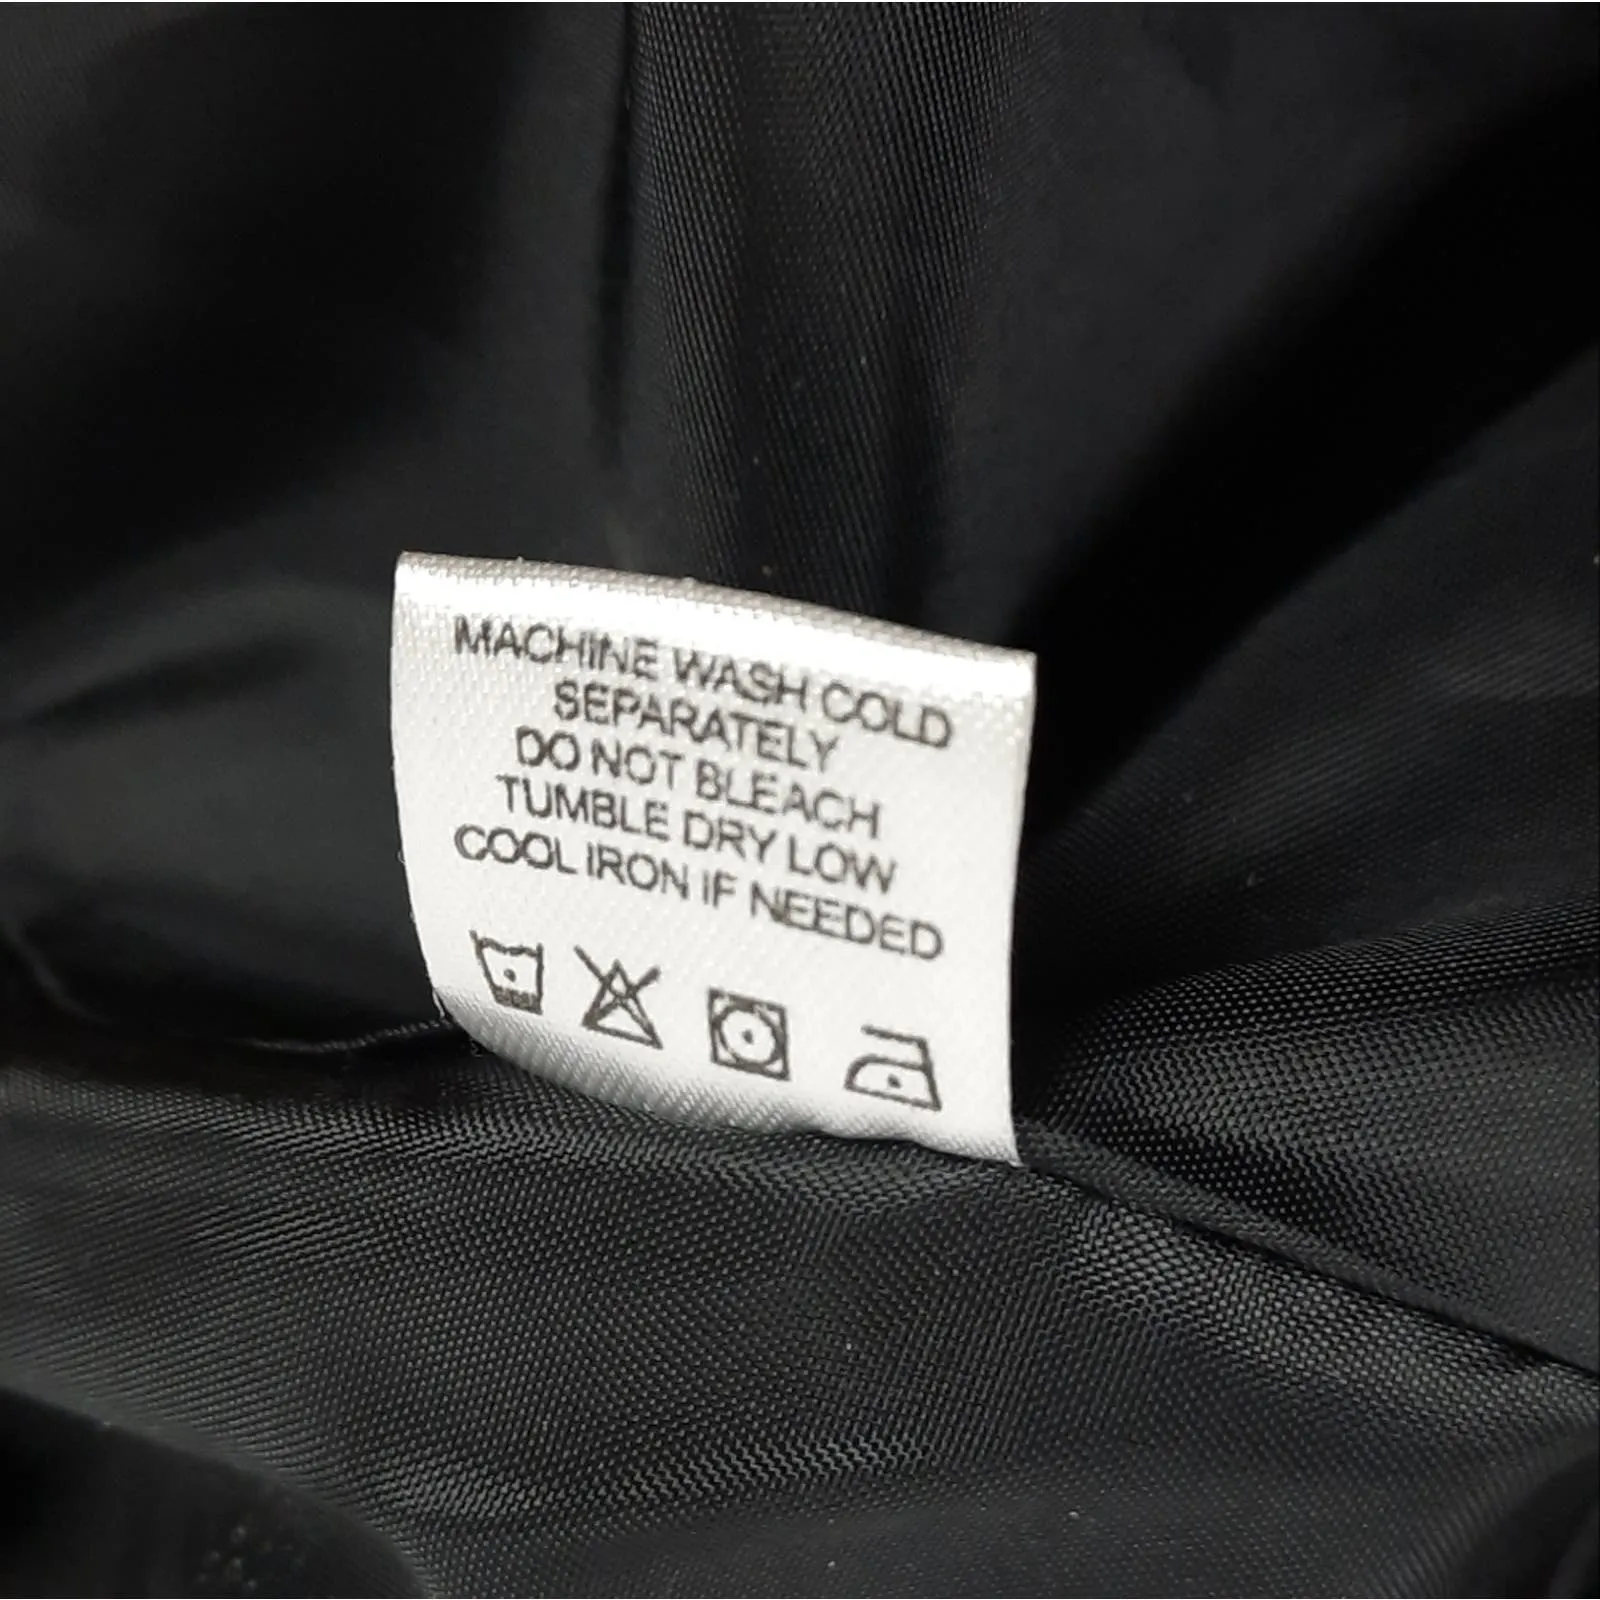 MACHINE WASH COLD
SEPARATELY
DO NOT BLEACH
TUMBLE DRY LOW
COOL IRON IF NEEDED